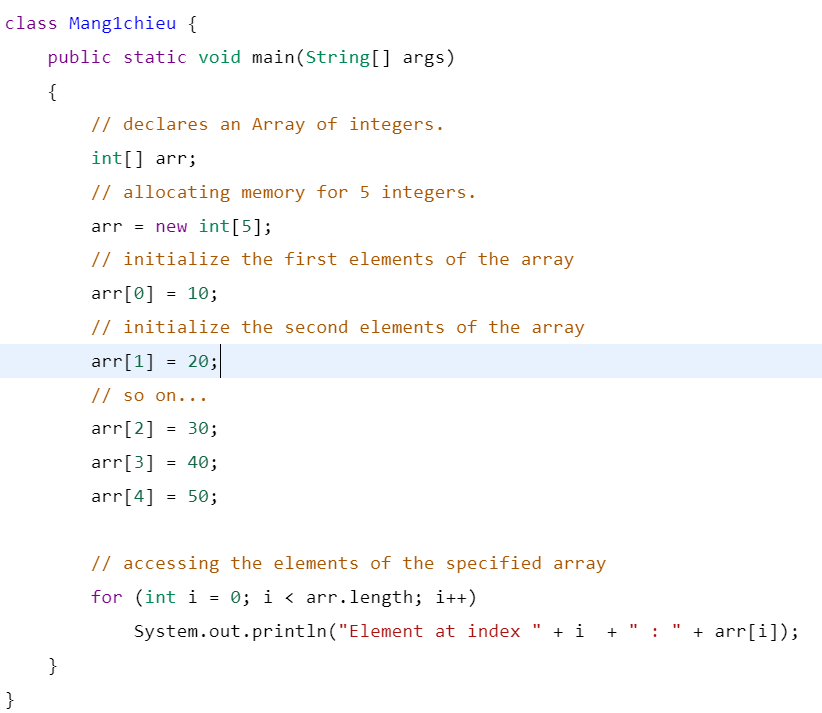 class Mang1chieu {
    public static void main(String[] args)
    {
        // declares an Array of integers.
        int[] arr;
        // allocating memory for 5 integers.
        arr = new int[5];
        // initialize the first elements of the array
        arr[0] = 10;
        // initialize the second elements of the array
        arr[1] = 20;
        // so on...
        arr[2] = 30;
        arr[3] = 40;
        arr[4] = 50;

        // accessing the elements of the specified array
        for (int i = 0; i < arr.length; i++)
            System.out.println("Element at index " + i  + " : " + arr[i]);
    }
}